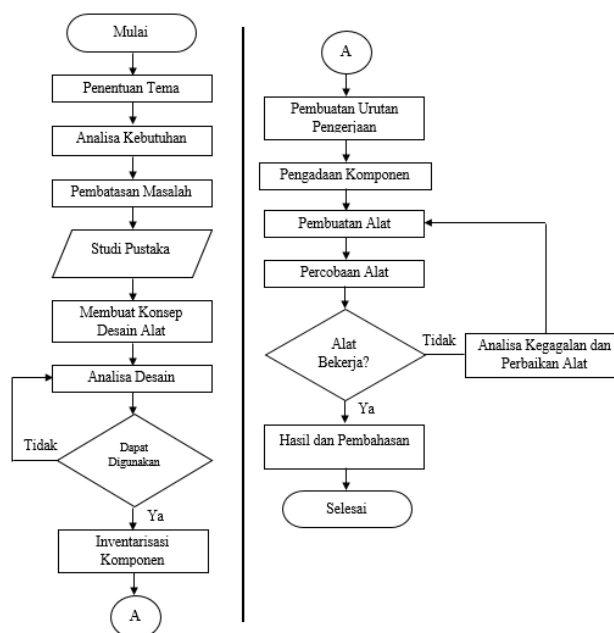 Mulai
Penentuan Tema
Analisa Kebutuhan
Pembatasan Masalah
Studi Pustaka
Membuat Konsep
Desain Alat
Analisa Desain
Tidak
Dapat
Digunakan
Ya
Inventarisasi
Komponen
A
A
Pembuatan Urutan
Pengerjaan
Pengadaan Komponen
Pembuatan Alat
Percobaan Alat
Alat
Bekerja?
Tidak
Analisa Kegagalan dan
Perbaikan Alat
Ya
Hasil dan Pembahasan
Selesai